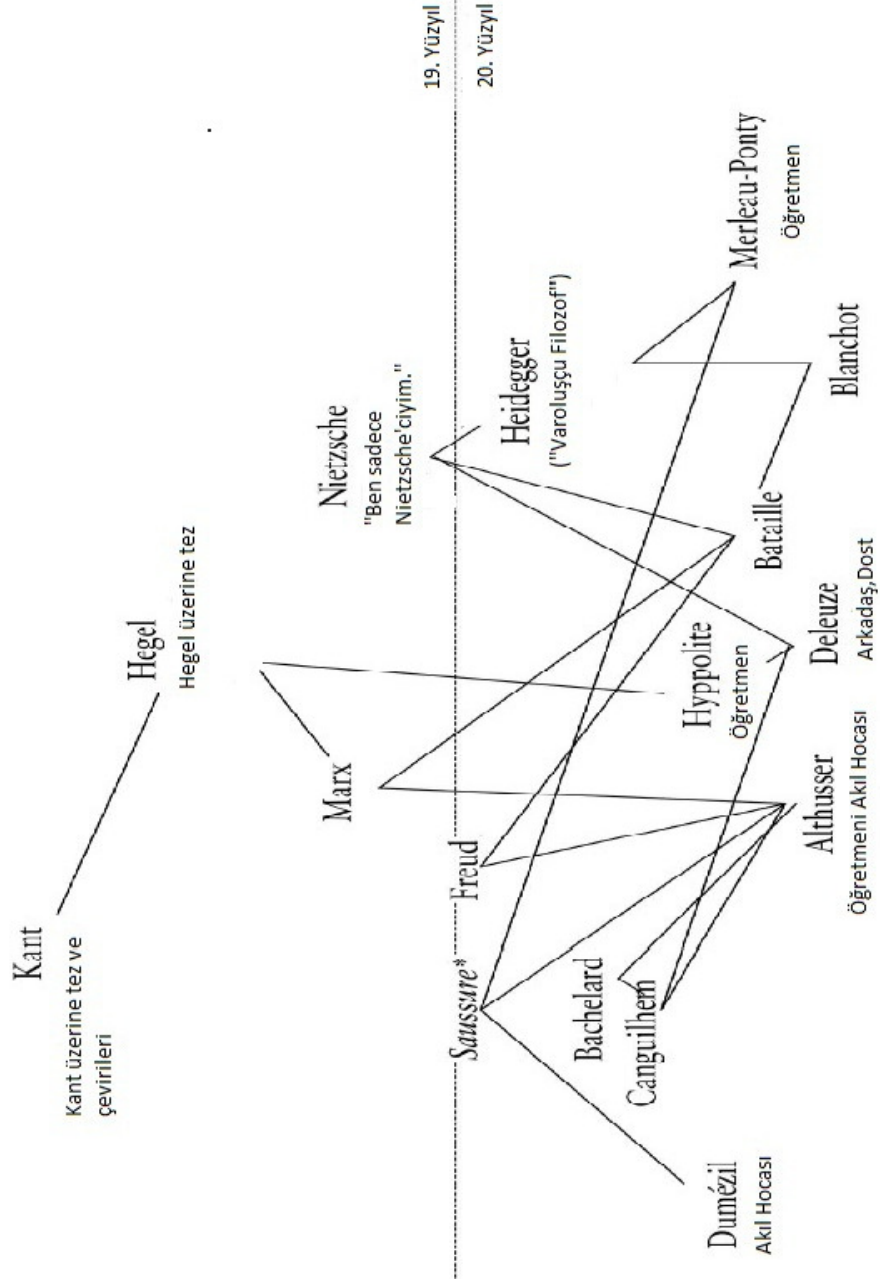 Kant
Kant üzerine tez ve
çevirileri
Hegel
Hegel üzerine tez
Marx
Nietzsche
"Ben sadece
Nietzsche'ciyim."
19. Yüzyıl
20. Yüzyıl
Saussure*
Freud
Heidegger
("Varoluşçu Filozof")
Bachelard
Canguilhem
Hyppolite
Öğretmen
Merleau-Ponty
Öğretmen
Dumézil
Akıl Hocası
Althusser
Öğretmeni Akıl Hocası
Deleuze
Arkadaş,Dost
Bataille
Blanchot